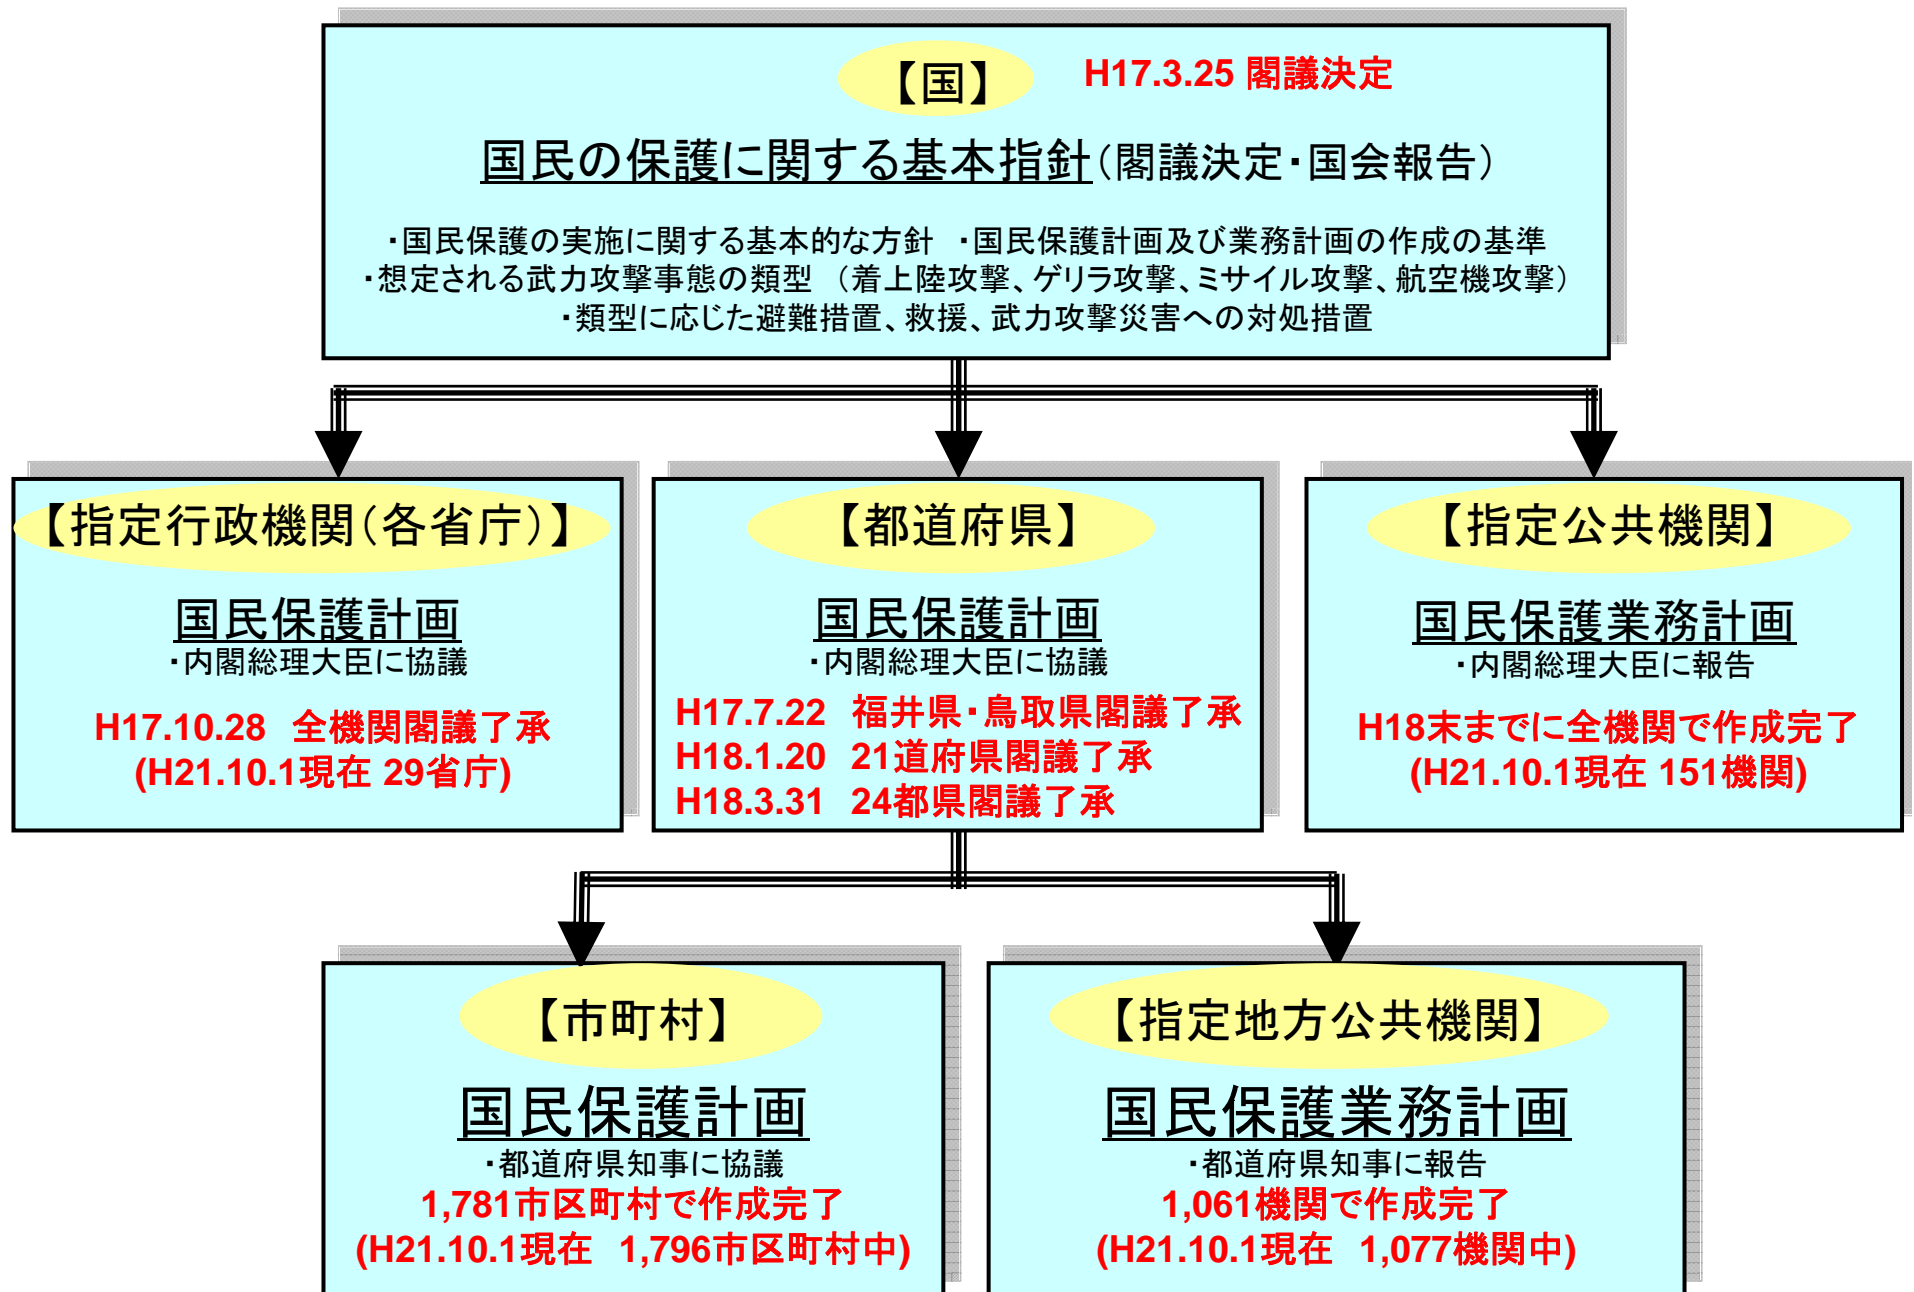 【国】 H17.3.25 閣議決定
国民の保護に関する基本指針(閣議決定・国会報告)
・国民保護の実施に関する基本的な方針 ・国民保護計画及び業務計画の作成の基準
・想定される武力攻撃事態の類型 (着上陸攻撃、ゲリラ攻撃、ミサイル攻撃、航空機攻撃)
・類型に応じた避難措置、救援、武力攻撃災害への対処措置
【指定行政機関(各省庁)】
国民保護計画
・内閣総理大臣に協議
H17.10.28 全機関閣議了承
(H21.10.1現在 29省庁)
【都道府県】
国民保護計画
・内閣総理大臣に協議
H17.7.22 福井県・鳥取県閣議了承
H18.1.20 21道府県閣議了承
H18.3.31 24都県閣議了承
【指定公共機関】
国民保護業務計画
・内閣総理大臣に報告
H18末までに全機関で作成完了
(H21.10.1現在 151機関)
【市町村】
国民保護計画
・都道府県知事に協議
1,781市区町村で作成完了
(H21.10.1現在 1,796市区町村中)
【指定地方公共機関】
国民保護業務計画
・都道府県知事に報告
1,061機関で作成完了
(H21.10.1現在 1,077機関中)